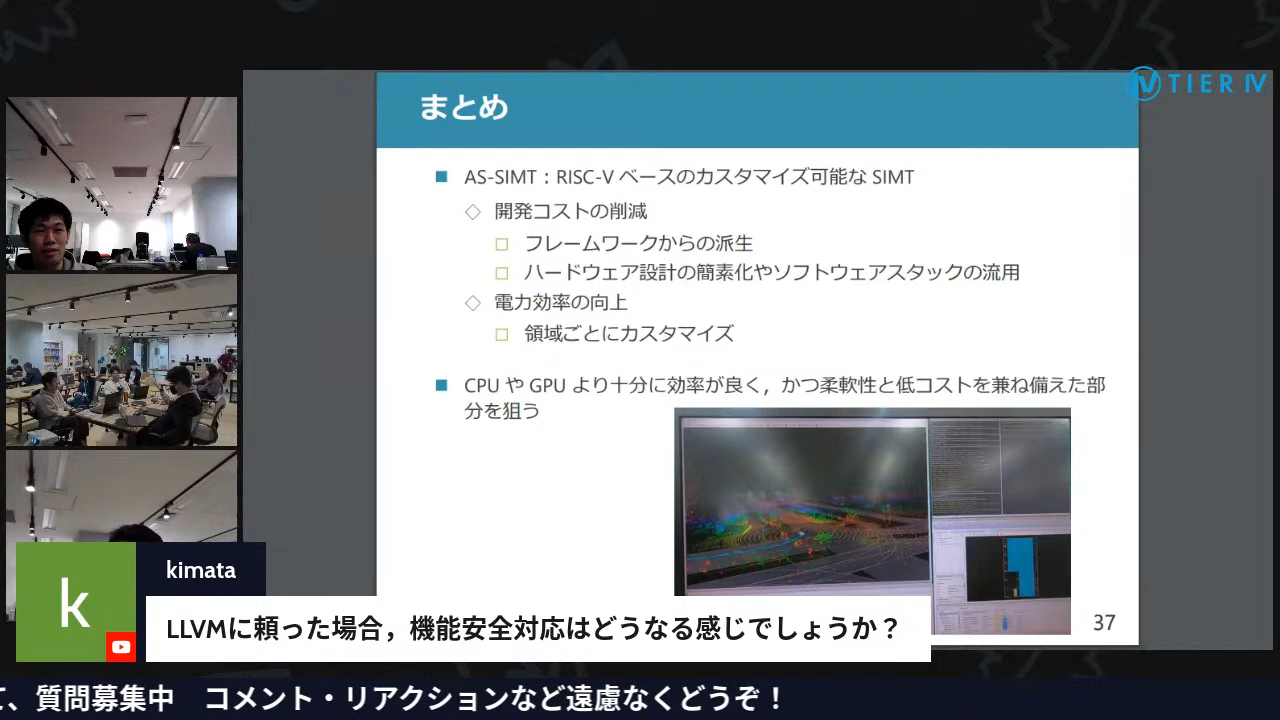 TIER IV
まとめ
AS-SIMT：RISC-V ベースのカスタマイズ可能な SIMT
開発コストの削減
フレームワークからの派生
ハードウェア設計の簡素化やソフトウェアスタックの流用
電力効率の向上
領域ごとにカスタマイズ
CPU や GPU より十分に効率が良く，かつ柔軟性と低コストを兼ね備えた部
分を狙う
37
k
kimata
LLVMに頼った場合，機能安全対応はどうなる感じでしょうか？
、質問募集中　コメント・リアクションなど遠慮なくどうぞ！